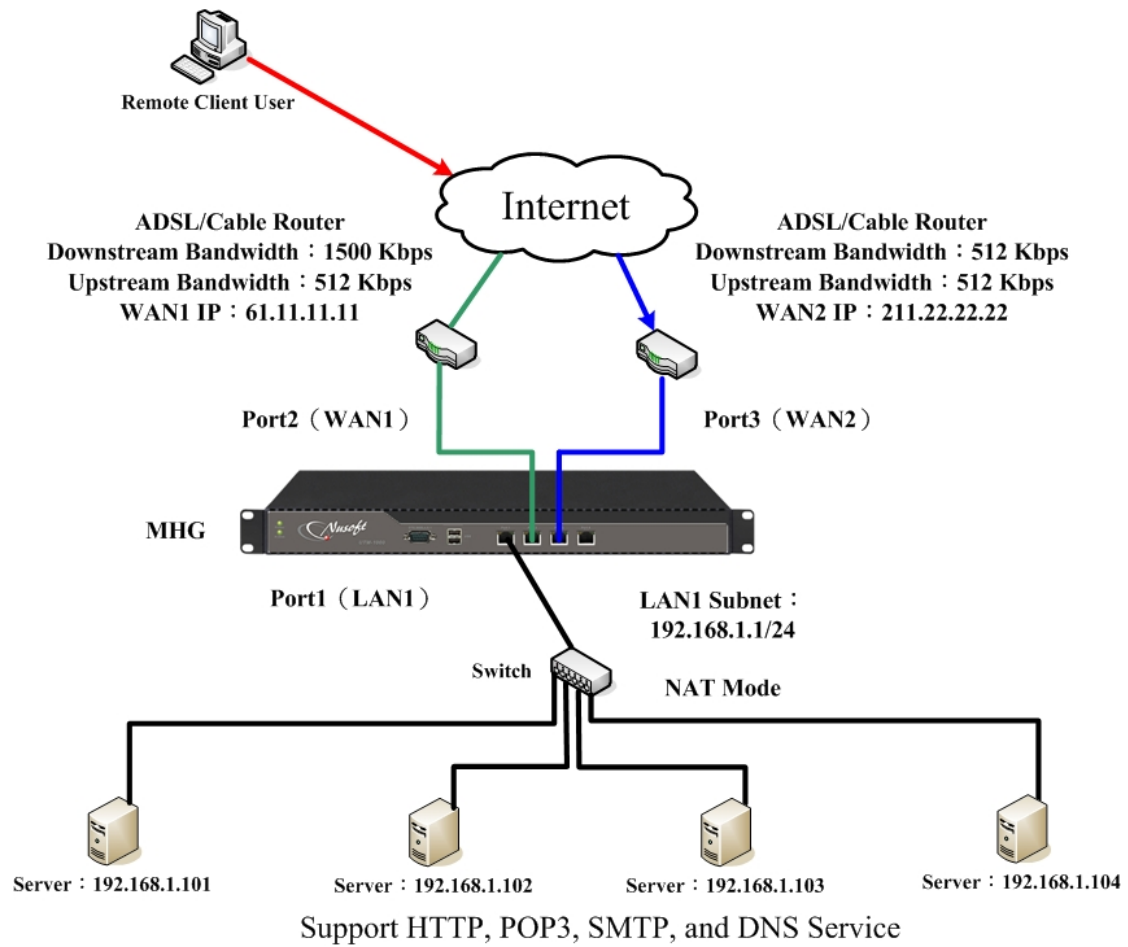 Remote Client User
Internet
ADSL/Cable Router
Downstream Bandwidth：1500 Kbps
Upstream Bandwidth：512 Kbps
WAN1 IP：61.11.11.11
ADSL/Cable Router
Downstream Bandwidth：512 Kbps
Upstream Bandwidth：512 Kbps
WAN2 IP：211.22.22.22
Port2（WAN1）
Port3（WAN2）
MHG
Nusoft
Port1（LAN1）
LAN1 Subnet：
192.168.1.1/24
Switch
NAT Mode
Server：192.168.1.101
Server：192.168.1.102
Server：192.168.1.103
Server：192.168.1.104
Support HTTP, POP3, SMTP, and DNS Service